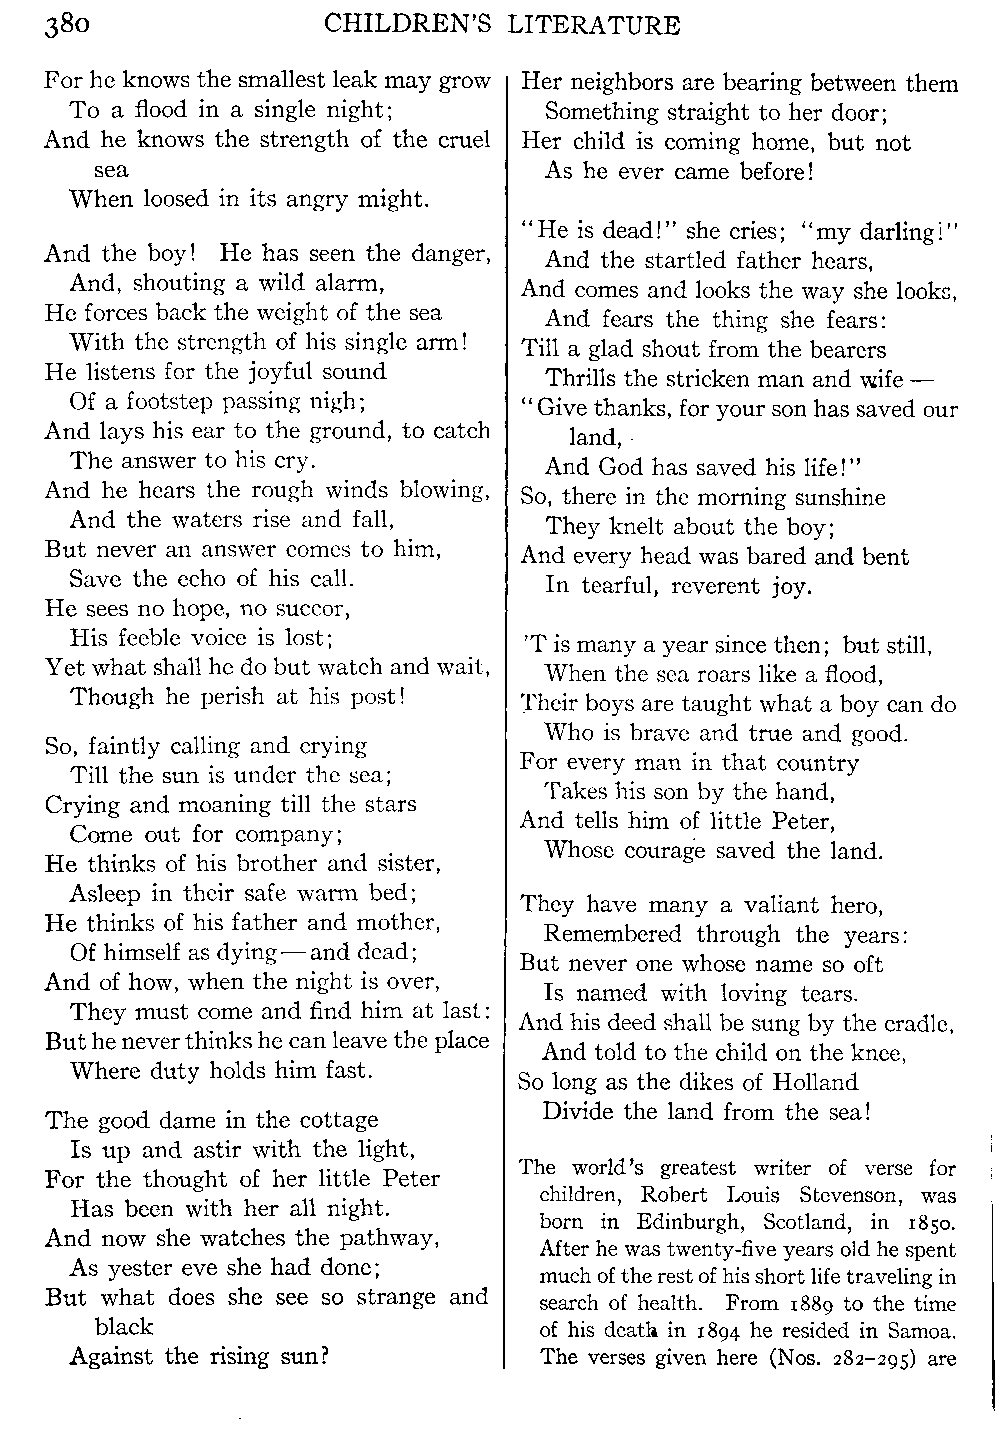 380 CHILDREN'S LITERATURE
For he knows the smallest leak may grow
To a flood in a single night;
And he knows the strength of the cruel
sea
When loosed in its angry might.
And the boy! He has seen the danger,
And, shouting a wild alarm,
He forces back the weight of the sea
With the strength of his single arm!
He listens for the joyful sound
Of a footstep passing nigh;
And lays his ear to the ground, to catch
The answer to his cry.
And he hears the rough winds blowing,
And the waters rise and fall,
But never an answer comes to him,
Save the echo of his call.
He sees no hope, no succor,
His feeble voice is lost;
Yet what shall he do but watch and wait,
Though he perish at his post!
So, faintly calling and crying
Till the sun is under the sea;
Crying and moaning till the stars
Come out for company;
He thinks of his brother and sister,
Asleep in their safe warm bed;
He thinks of his father and mother,
Of himself as dying—and dead;
And of how, when the night is over,
They must come and find him at last:
But he never thinks he can leave the place
Where duty holds him fast.
The good dame in the cottage
Is up and astir with the light,
For the thought of her little Peter
Has been with her all night.
And now she watches the pathway,
As yester eve she had done;
But what does she see so strange and
black
Against the rising sun?
Her neighbors are bearing between them
Something straight to her door;
Her child is coming home, but not
As he ever came before!
"He is dead!" she cries; "my darling!"
And the startled father hears,
And comes and looks the way she looks,
And fears the thing she fears:
Till a glad shout from the bearers
Thrills the stricken man and wife—
"Give thanks, for your son has saved our
land,
And God has saved his life!"
So, there in the morning sunshine
They knelt about the boy;
And every head was bared and bent
In tearful, reverent joy.
'T is many a year since then; but still,
When the sea roars like a flood,
Their boys are taught what a boy can do
Who is brave and true and good.
For every man in that country
Takes his son by the hand,
And tells him of little Peter,
Whose courage saved the land.
They have many a valiant hero,
Remembered through the years:
But never one whose name so oft
Is named with loving tears.
And his deed shall be sung by the cradle,
And told to the child on the knee,
So long as the dikes of Holland
Divide the land from the sea!
The world's greatest writer of verse for
children, Robert Louis Stevenson, was
born in Edinburgh, Scotland, in 1850.
After he was twenty-five years old he spent
much of the rest of his short life traveling in
search of health. From 1889 to the time
of his death in 1894 he resided in Samoa.
The verses given here (Nos. 282–295) are